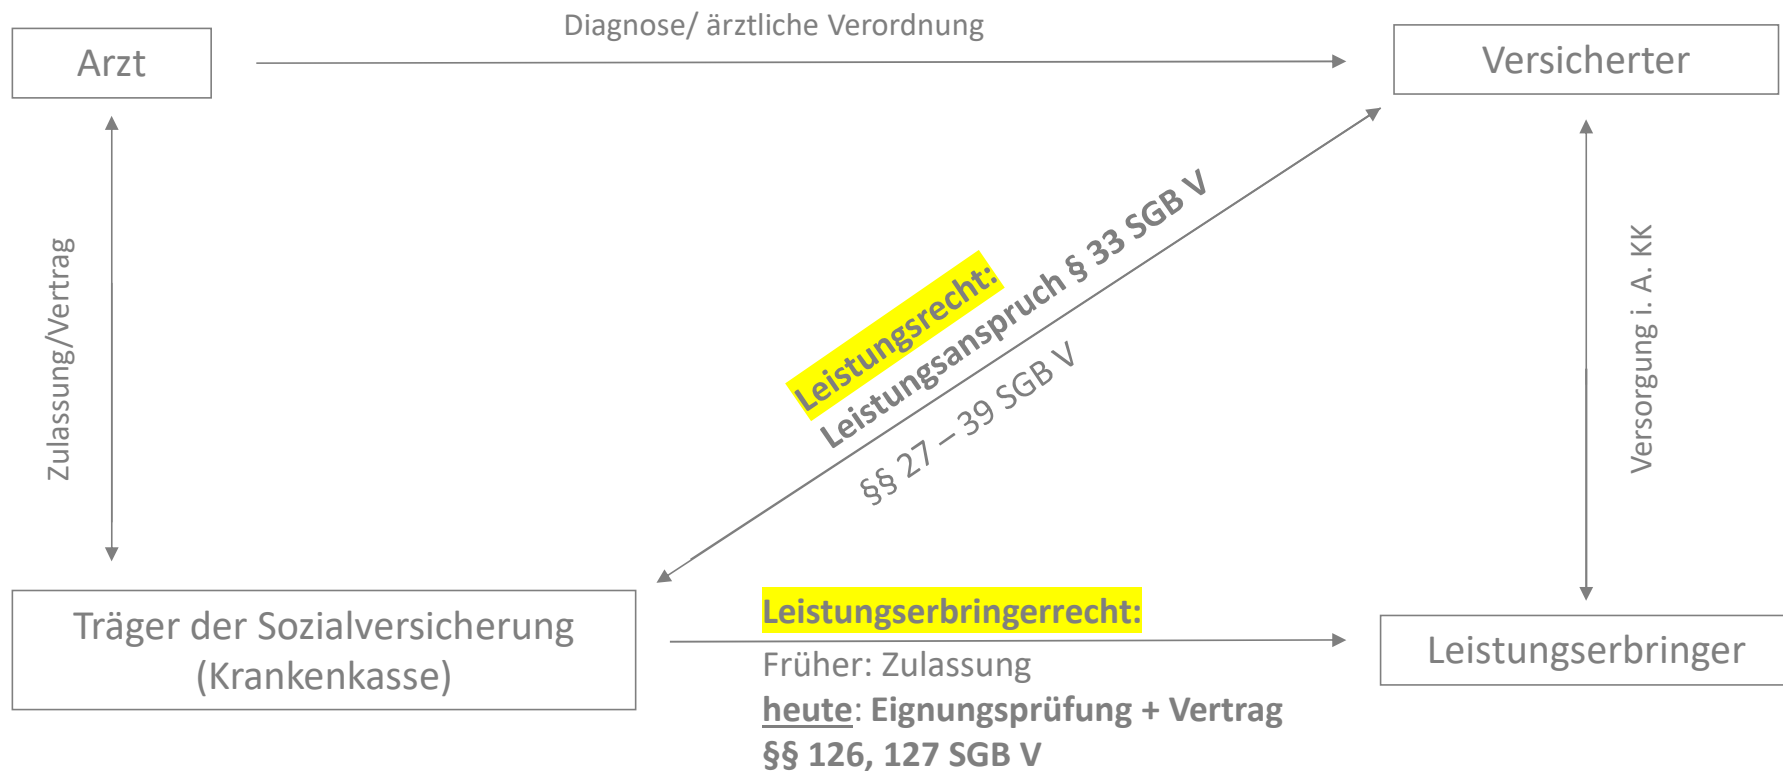 Diagnose/ ärztliche Verordnung
Arzt
Versicherter
Zulassung/Vertrag
Leistungsrecht:
Leistungsanspruch § 33 SGB V
§§ 27 – 39 SGB V
Versorgung i. A. KK
Träger der Sozialversicherung
(Krankenkasse)
Leistungserbringerrecht:
Früher: Zulassung
heute: Eignungsprüfung + Vertrag
§§ 126, 127 SGB V
Leistungserbringer